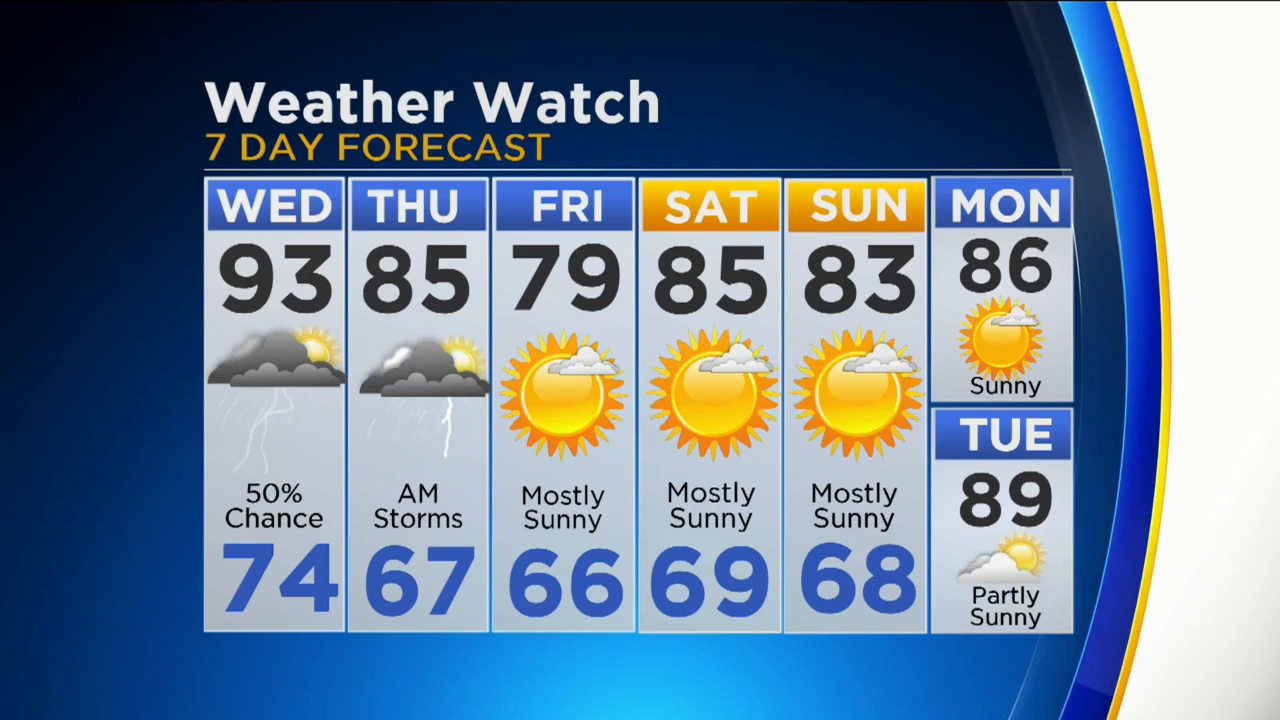 Weather Watch
7 DAY FORECAST
WED
93
50%
Chance
74
THU
85
AM
Storms
67
FRI
79
Mostly
Sunny
66
SAT
85
Mostly
Sunny
69
SUN
83
Mostly
Sunny
68
MON
86
Sunny
TUE
89
Partly
Sunny